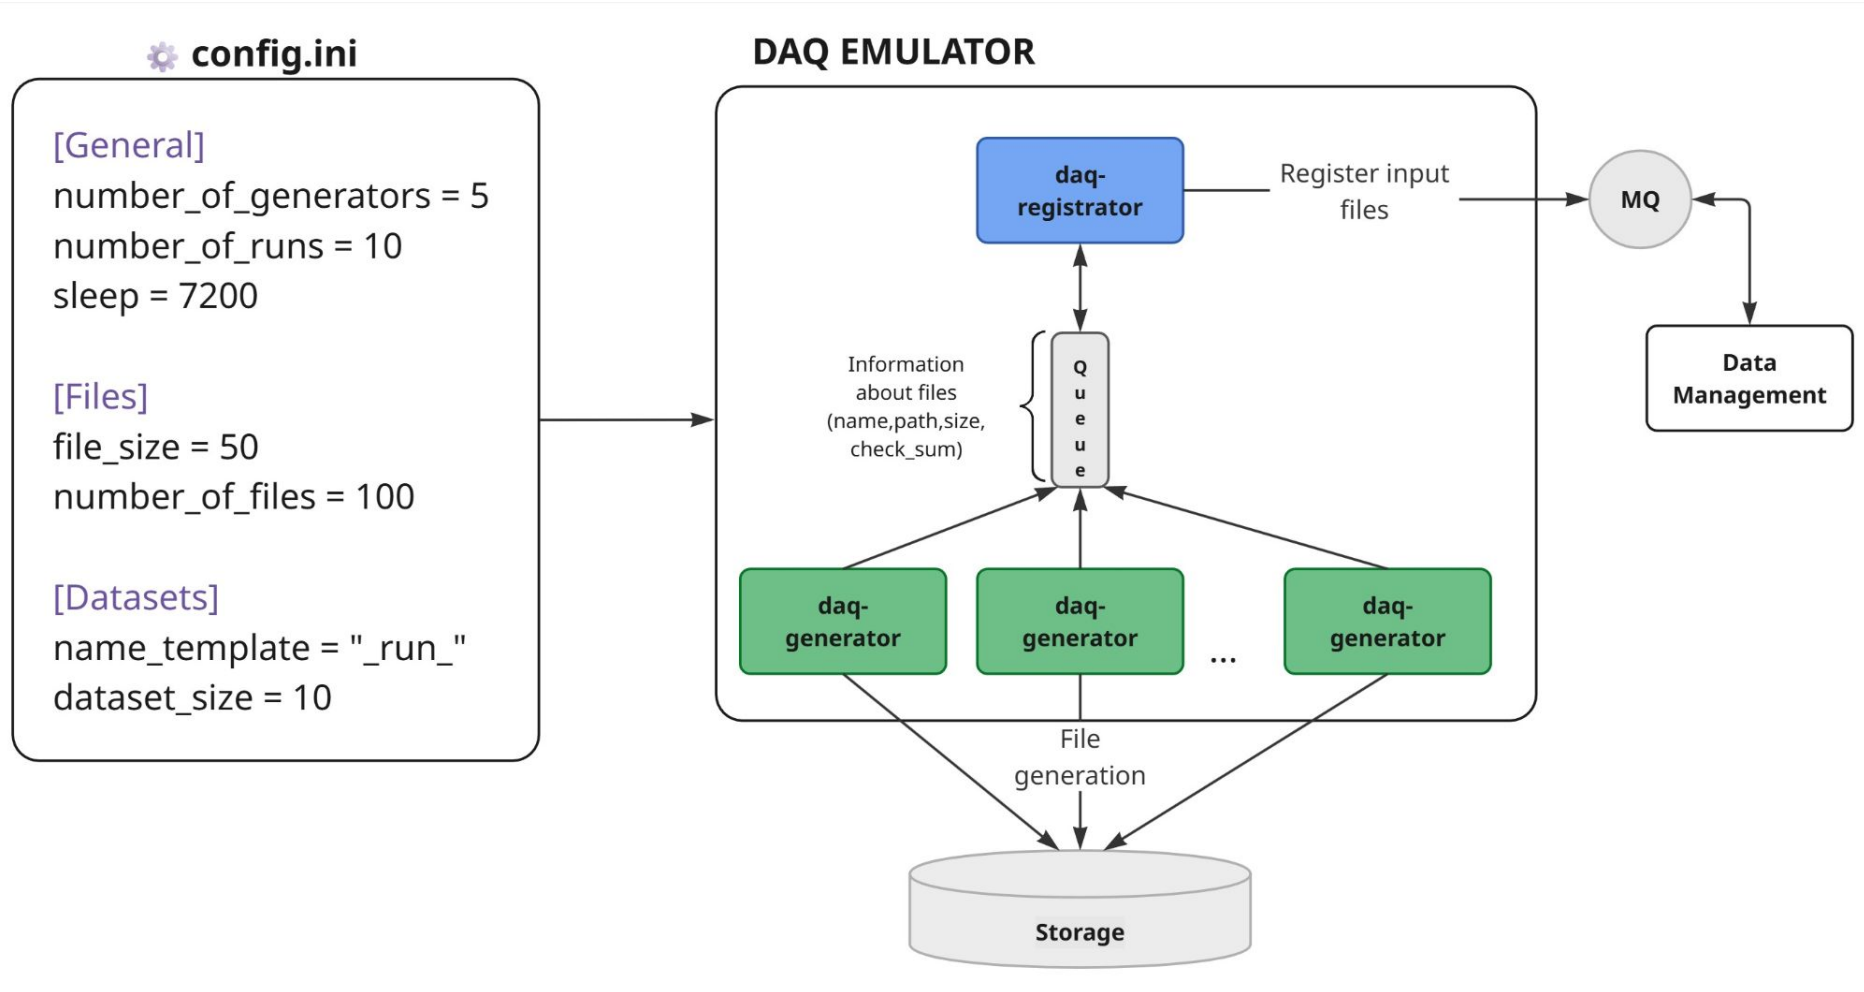 config.ini
[General]
number_of_generators = 5
number_of_runs = 10
sleep = 7200
[Files]
file_size = 50
number_of_files = 100
[Datasets]
name_template = "_run_"
dataset_size = 10
DAQ EMULATOR
daq-
registrator
Register input
files
MQ
Data
Management
Information
about files
(name,path,size,
check_sum)
Q
u
e
u
e
daq-
generator
daq-
generator
...
daq-
generator
File
generation
Storage